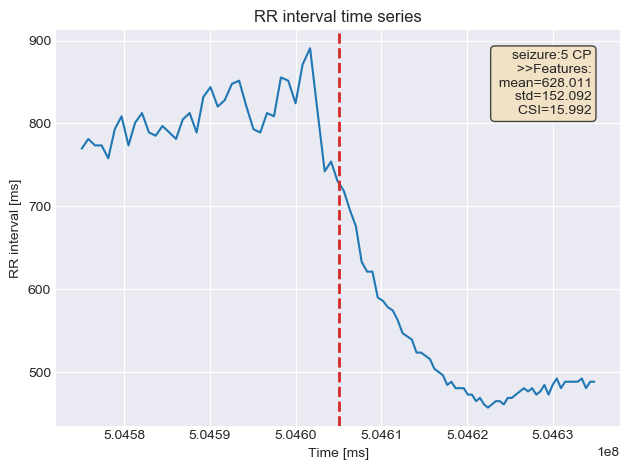 RR interval time series
seizure:5 CP
>>Features:
mean=628.011
std=152.092
CSI=15.992
RR interval [ms]
900
800
700
600
500
5.0458 5.0459 5.0460 5.0461 5.0462 5.0463
1e8
Time [ms]